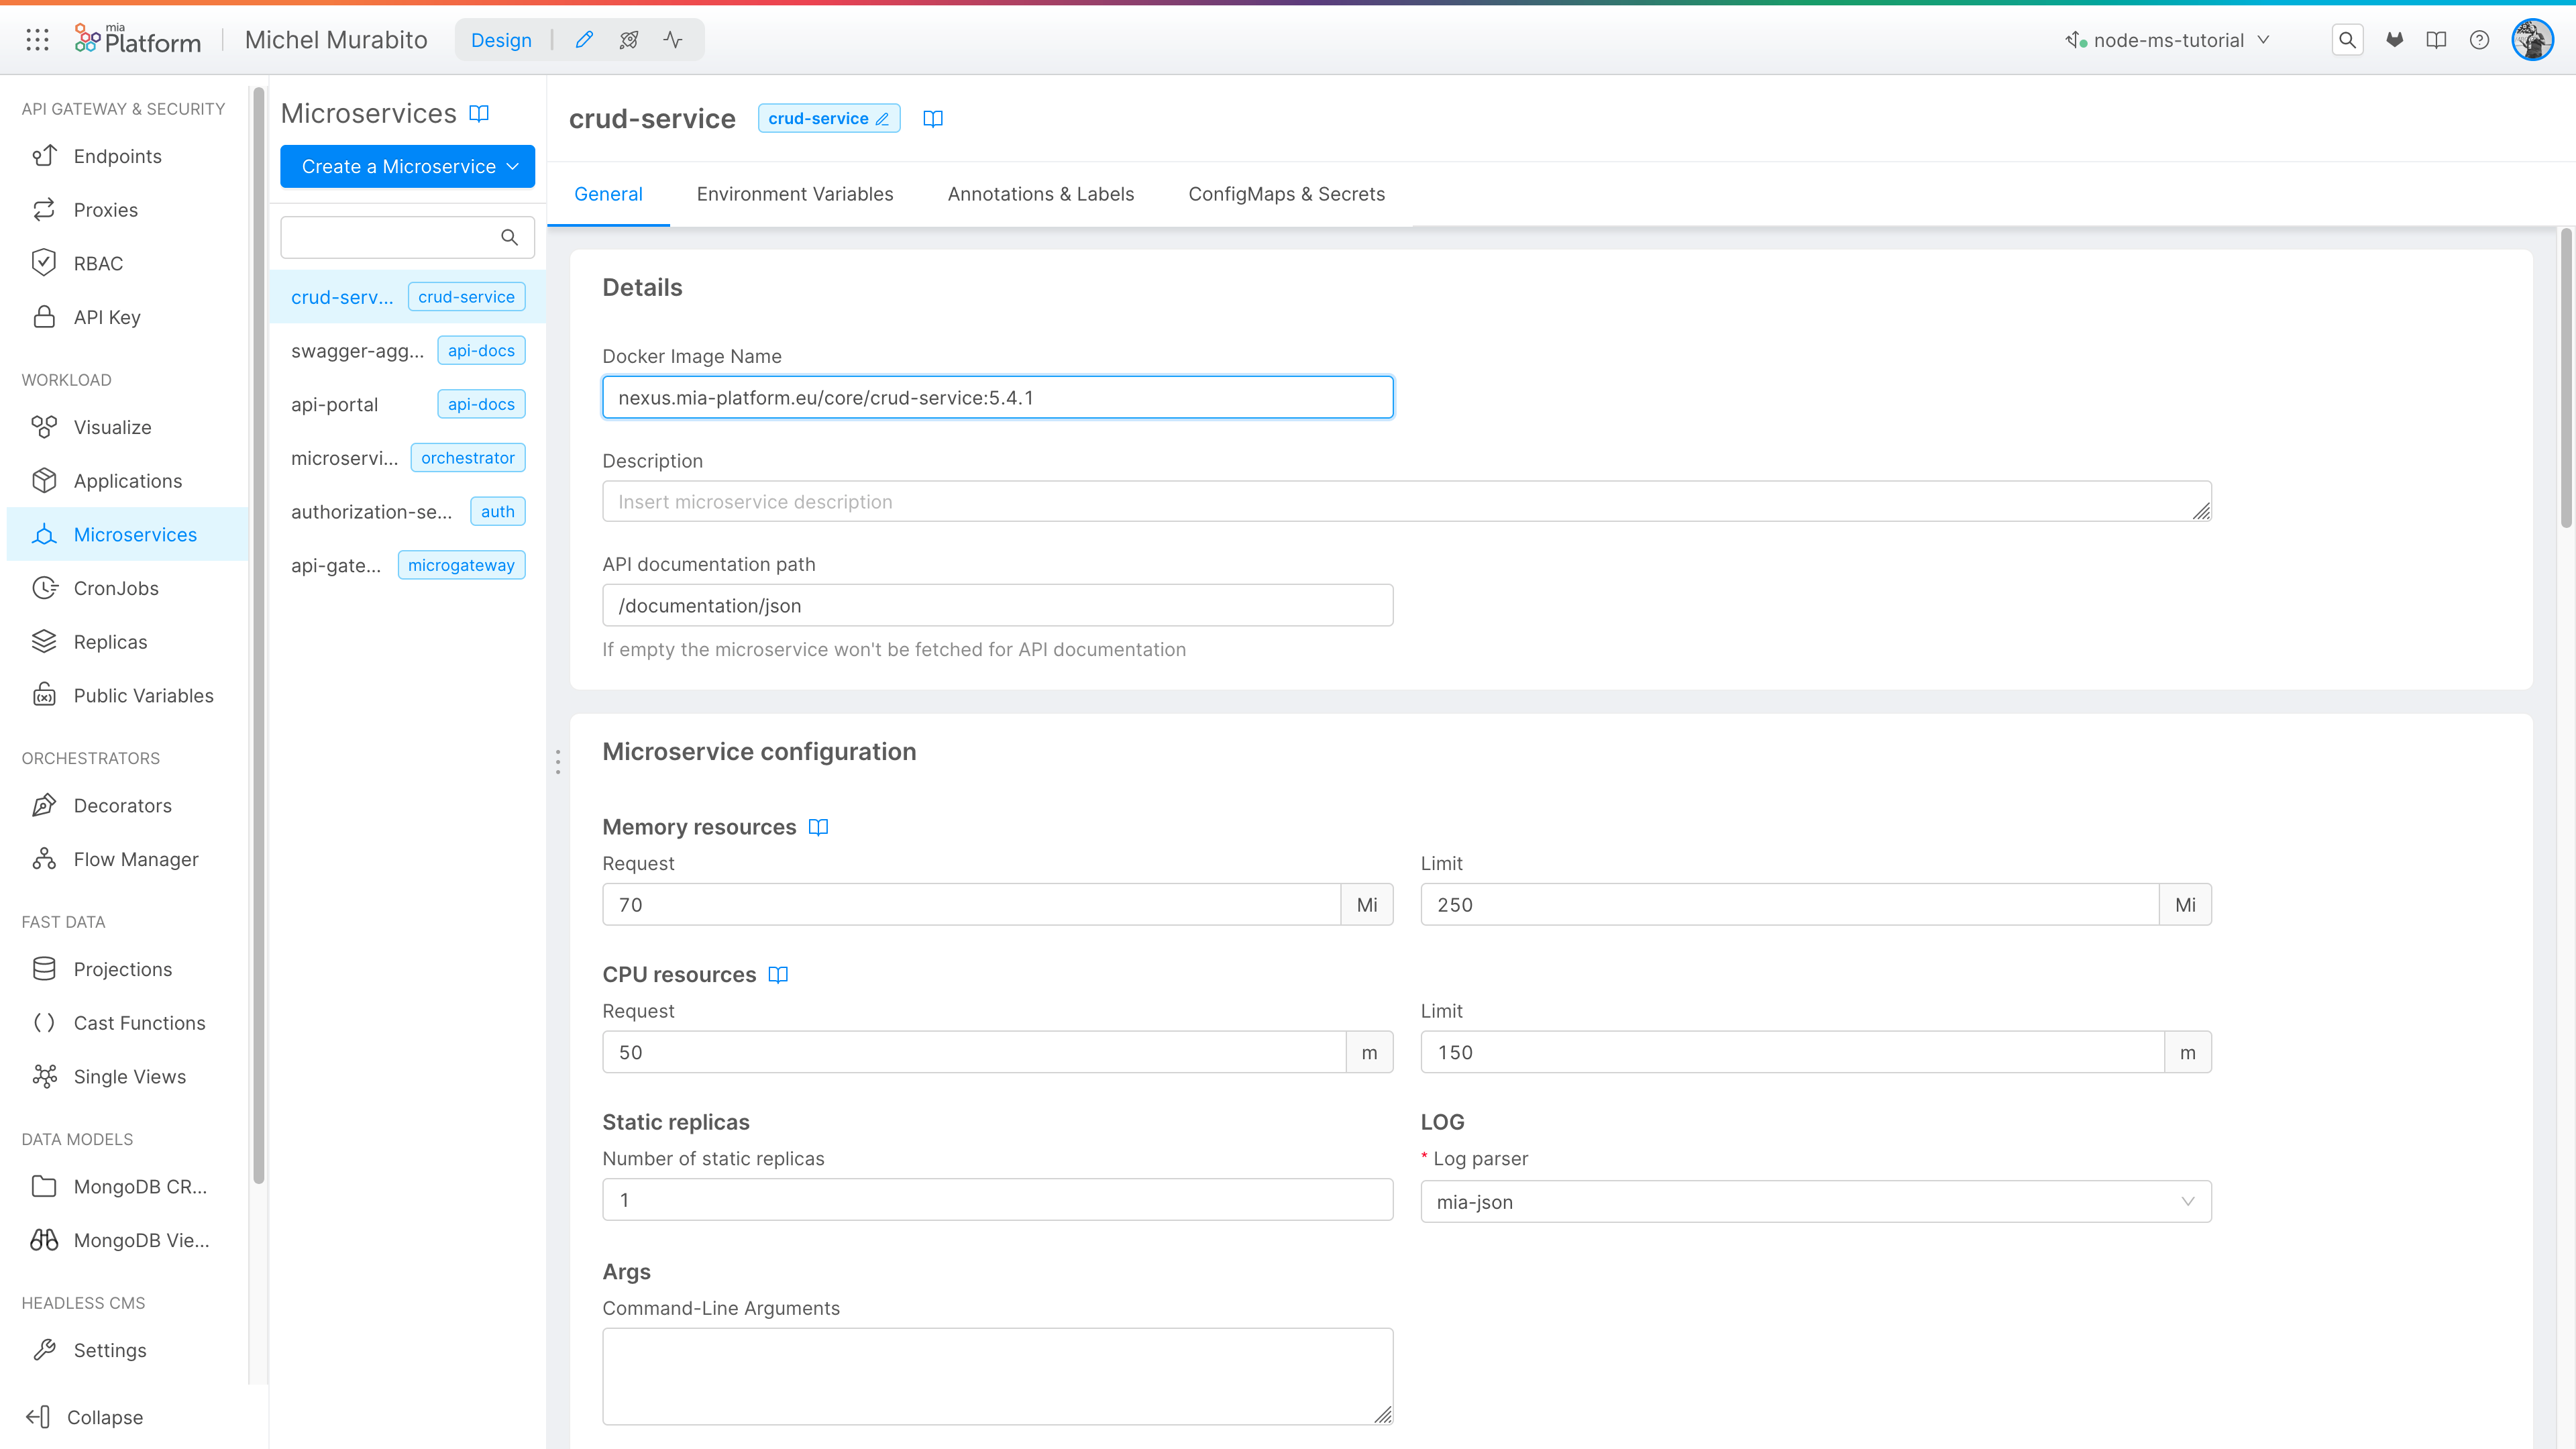 mia
Platform
Michel Murabito
Design
node-ms-tutorial
API GATEWAY & SECURITY
Endpoints
Proxies
RBAC
API Key
WORKLOAD
Visualize
Applications
Microservices
CronJobs
Replicas
Public Variables
ORCHESTRATORS
Decorators
Flow Manager
FAST DATA
Projections
Cast Functions
Single Views
DATA MODELS
MongoDB CR...
MongoDB Vie...
HEADLESS CMS
Settings
Collapse
Microservices
Create a Microservice
crud-serv... crud-service
swagger-agg... api-docs
api-portal api-docs
microservi... orchestrator
authorization-se... auth
api-gate... microgateway
crud-service crud-service
General Environment Variables Annotations & Labels ConfigMaps & Secrets
Details
Docker Image Name
nexus.mia-platform.eu/core/crud-service:5.4.1
Description
Insert microservice description
API documentation path
/documentation/json
If empty the microservice won't be fetched for API documentation
Microservice configuration
Memory resources
Request Limit
70 Mi 250 Mi
CPU resources
Request Limit
50 m 150 m
Static replicas LOG
Number of static replicas * Log parser
1 mia-json
Args
Command-Line Arguments